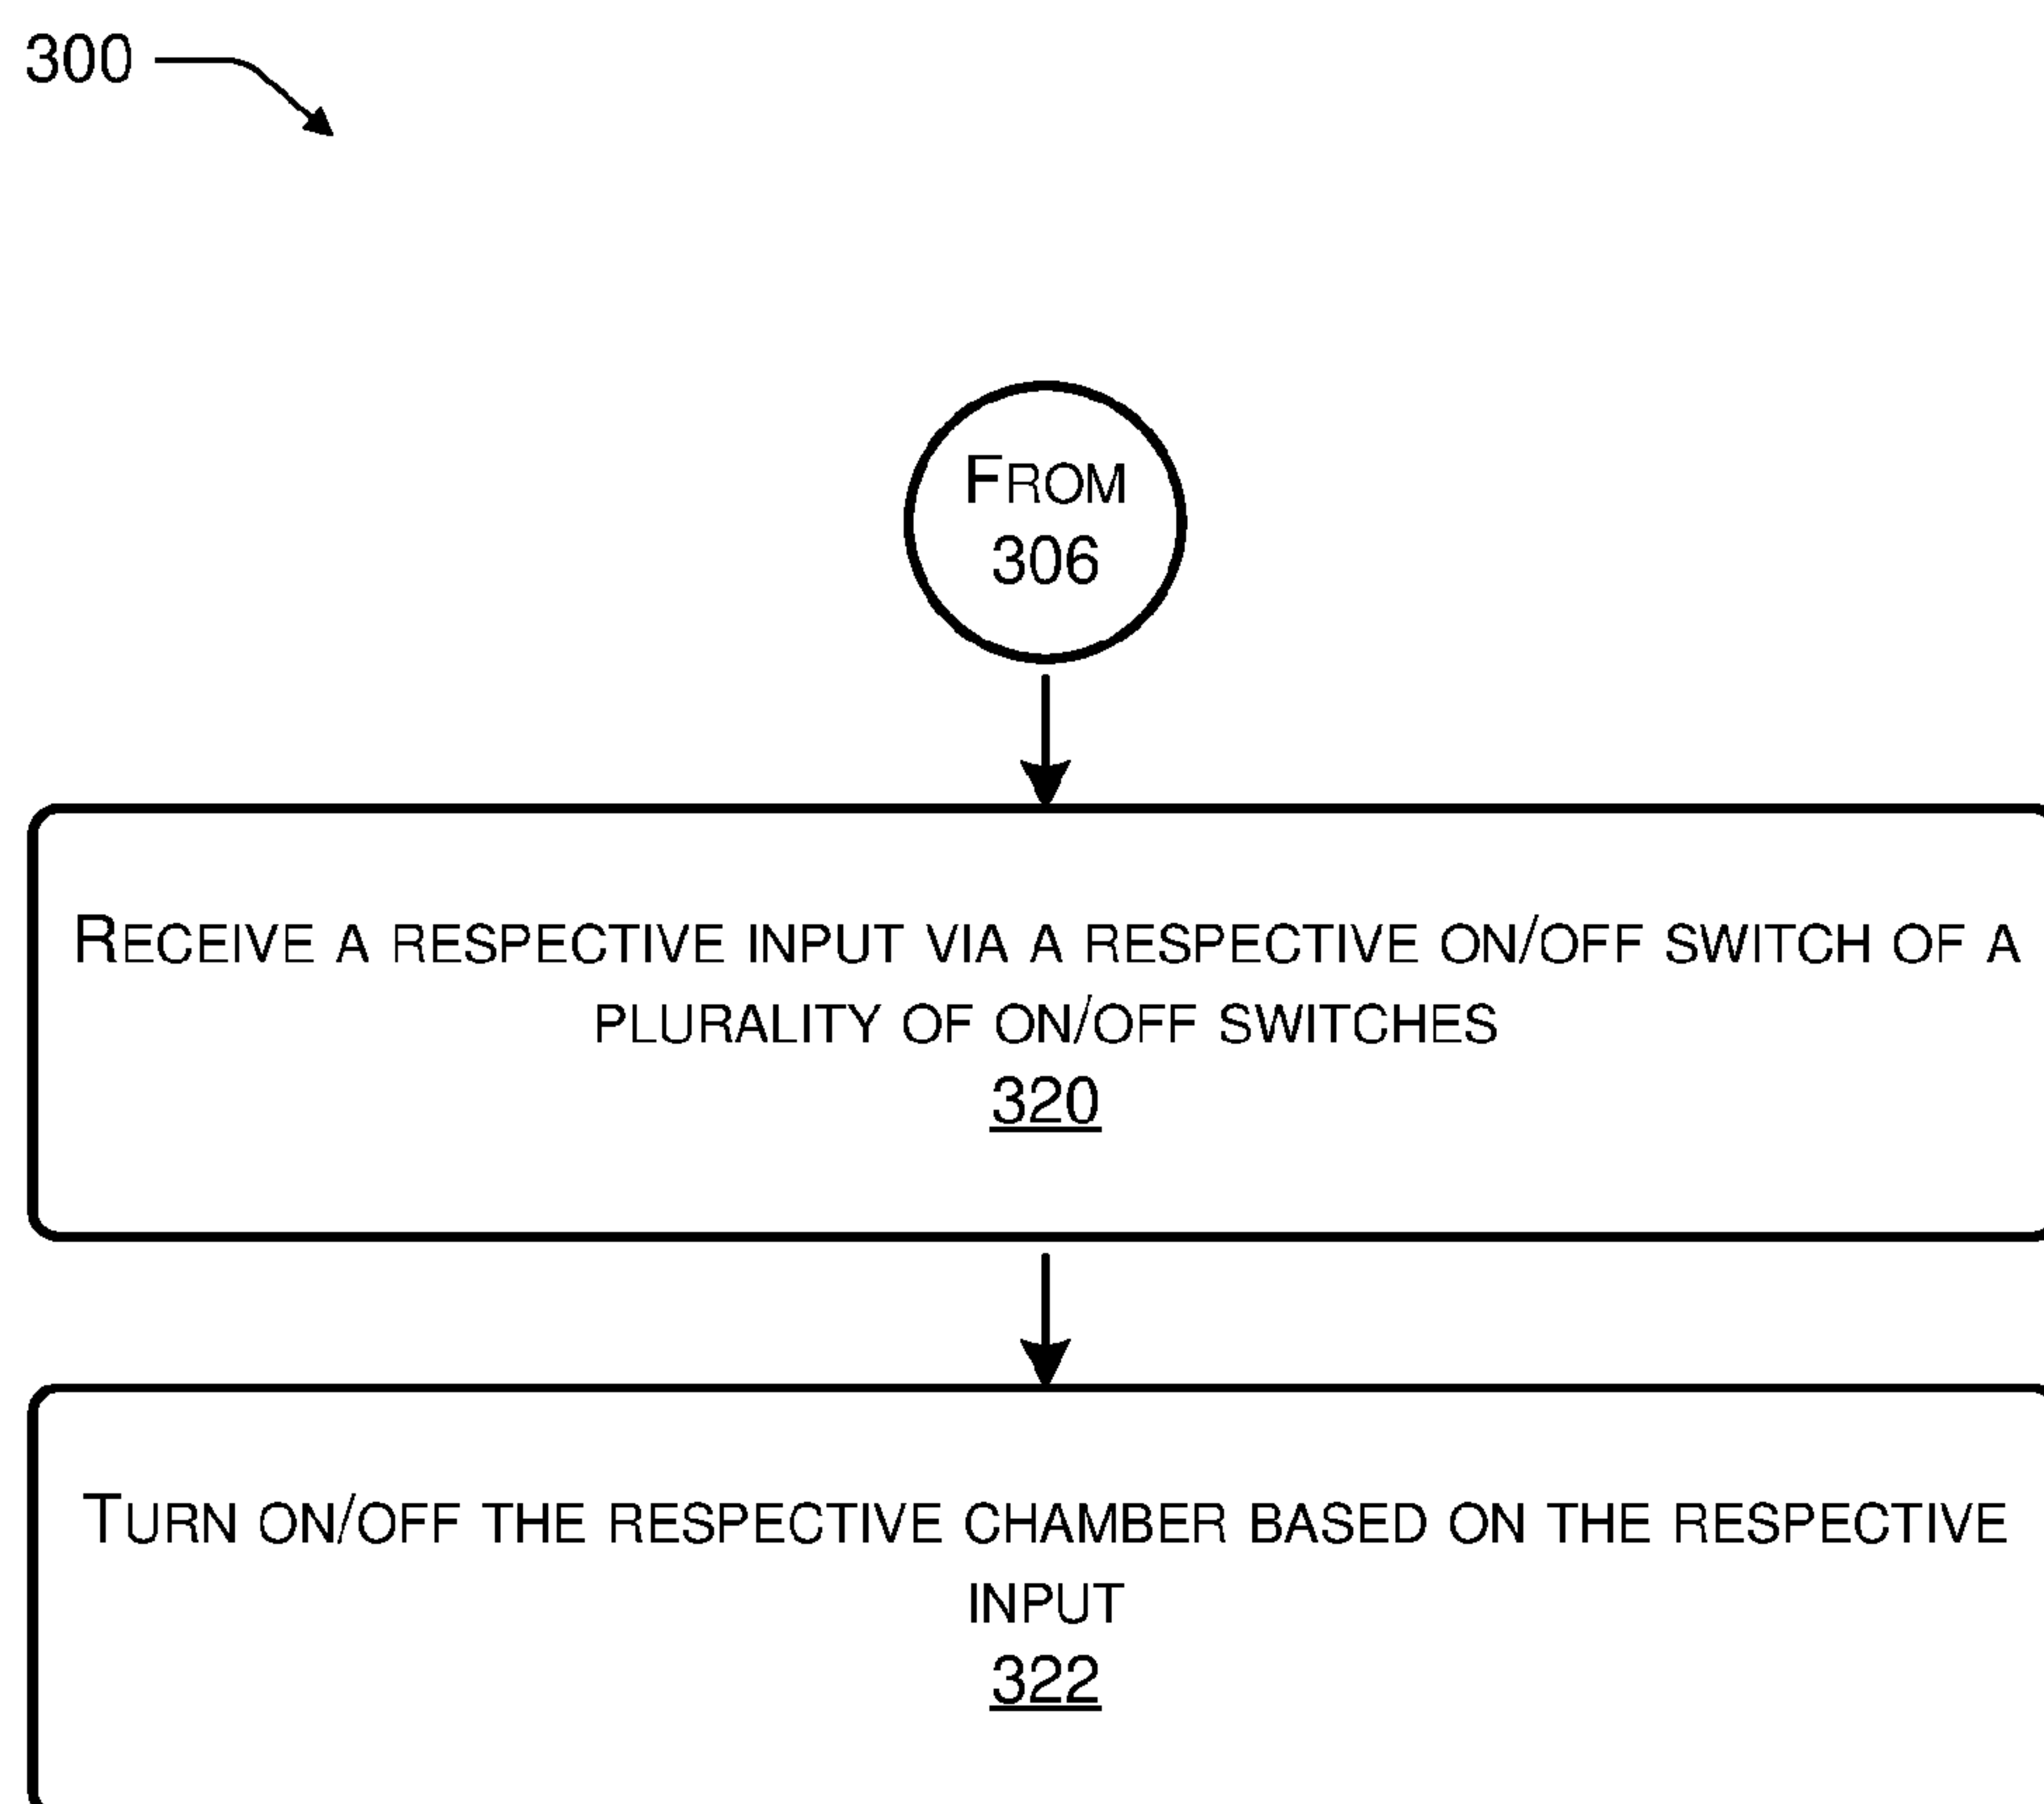 300
FROM
306
RECEIVE A RESPECTIVE INPUT VIA A RESPECTIVE ON/OFF SWITCH OF A
PLURALITY OF ON/OFF SWITCHES
320
TURN ON/OFF THE RESPECTIVE CHAMBER BASED ON THE RESPECTIVE
INPUT
322